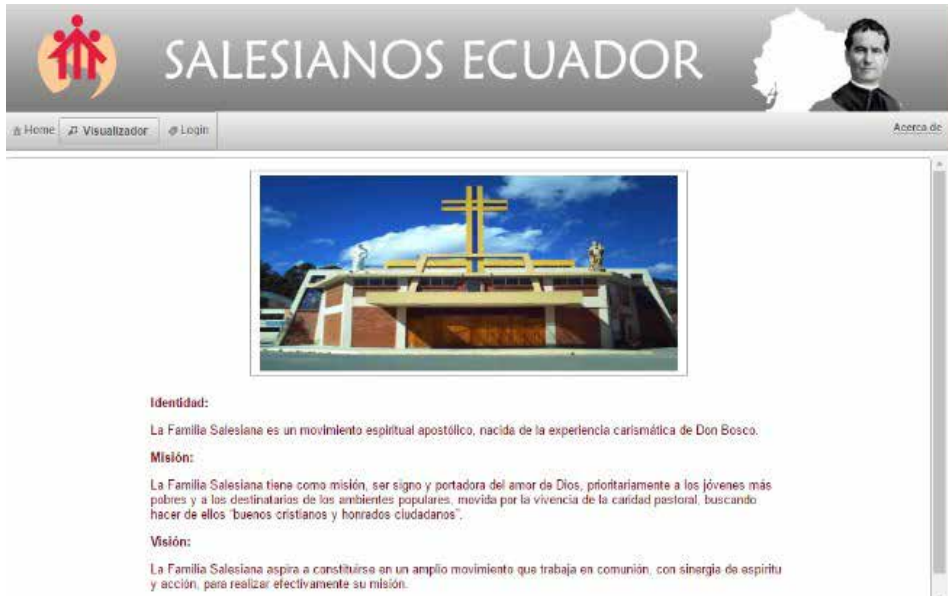 SALESIANOS ECUADOR
Home Visualizador Login Acerca de
Identidad:
La Familia Salesiana es un movimiento espiritual apostólico, nacida de la experiencia carismática de Don Bosco.
Misión:
La Familia Salesiana tiene como misión, ser signo y portadora del amor de Dios, prioritariamente a los jóvenes más
pobres y a los destinatarios de los ambientes populares, movida por la vivencia de la caridad pastoral, buscando
hacer de ellos "buenos cristianos y honrados ciudadanos".
Visión:
La Familia Salesiana aspira a constituirse en un amplio movimiento que trabaja en comunión, con sinergia de espíritu
y acción, para realizar efectivamente su misión.